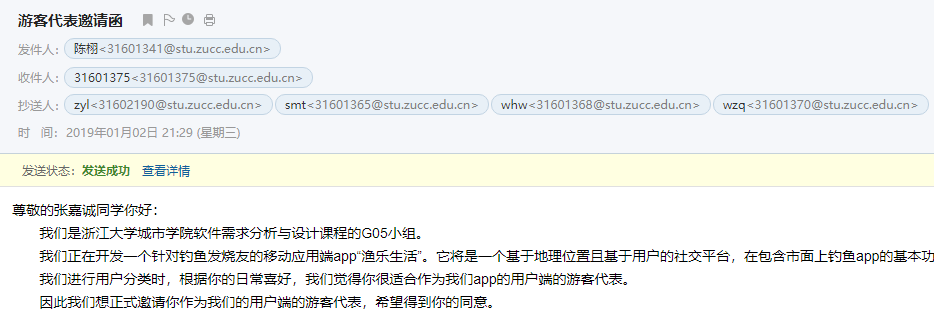 游客代表邀请函
发件人： 陈栩<31601341@stu.zucc.edu.cn>
收件人： 31601375<31601375@stu.zucc.edu.cn>
抄送人： zyl<31602190@stu.zucc.edu.cn> smt<31601365@stu.zucc.edu.cn> whw<31601368@stu.zucc.edu.cn> wzq<31601370@stu.zucc.edu.cn>
时 间： 2019年01月02日 21:29 (星期三)
发送状态： 发送成功 查看详情
尊敬的张嘉诚同学你好：
我们是浙江大学城市学院软件需求分析与设计课程的G05小组。
我们正在开发一个针对钓鱼发烧友的移动应用端app“渔乐生活”。它将是一个基于地理位置且基于用户的社交平台，在包含市面上钓鱼app的基本功
我们进行用户分类时，根据你的日常喜好，我们觉得你很适合作为我们app的用户端的游客代表。
因此我们想正式邀请你作为我们的用户端的游客代表，希望得到你的同意。